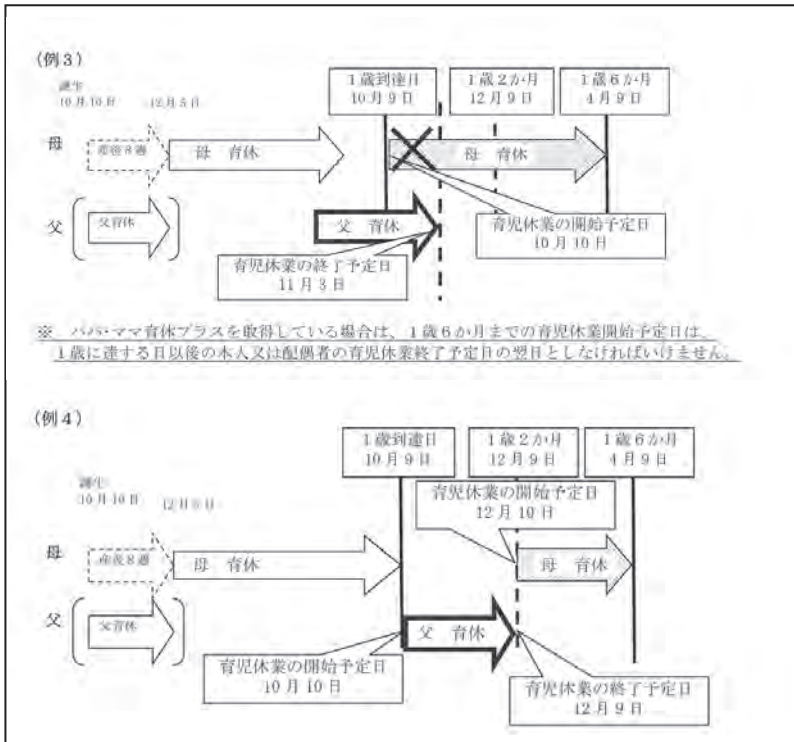 (例3)
1歳到達日
10月9日
1歳2か月
12月9日
1歳6か月
4月9日
誕生
10月10日 12月5日
母
産後8週
母 育休
母 育休
父
父育休
父 育休
育児休業の開始予定日
10月10日
育児休業の終了予定日
11月3日
※ パパ・ママ育休プラスを取得している場合は、1歳6か月までの育児休業開始予定日は、
1歳に達する日以後の本人又は配偶者の育児休業終了予定日の翌日としなければいけません。
(例4)
1歳到達日
10月9日
1歳2か月
12月9日
1歳6か月
4月9日
誕生
10月10日
育児休業の開始予定日
12月10日
母
産後8週
母 育休
母 育休
父
父育休
父 育休
育児休業の開始予定日
10月10日
育児休業の終了予定日
12月9日